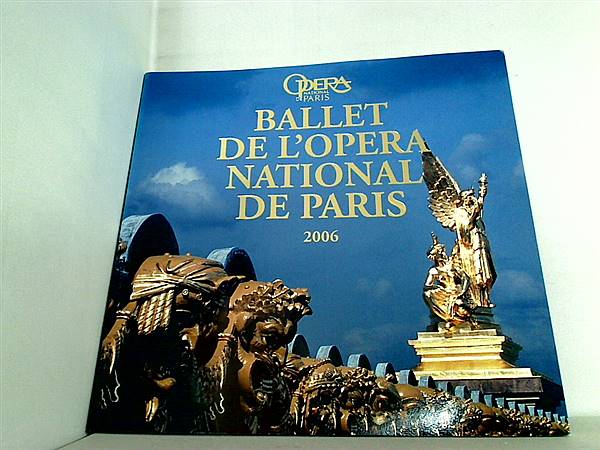 OPERA
NATIONAL
DE PARIS
BALLET
DE L'OPERA
NATIONAL
DE PARIS
2006